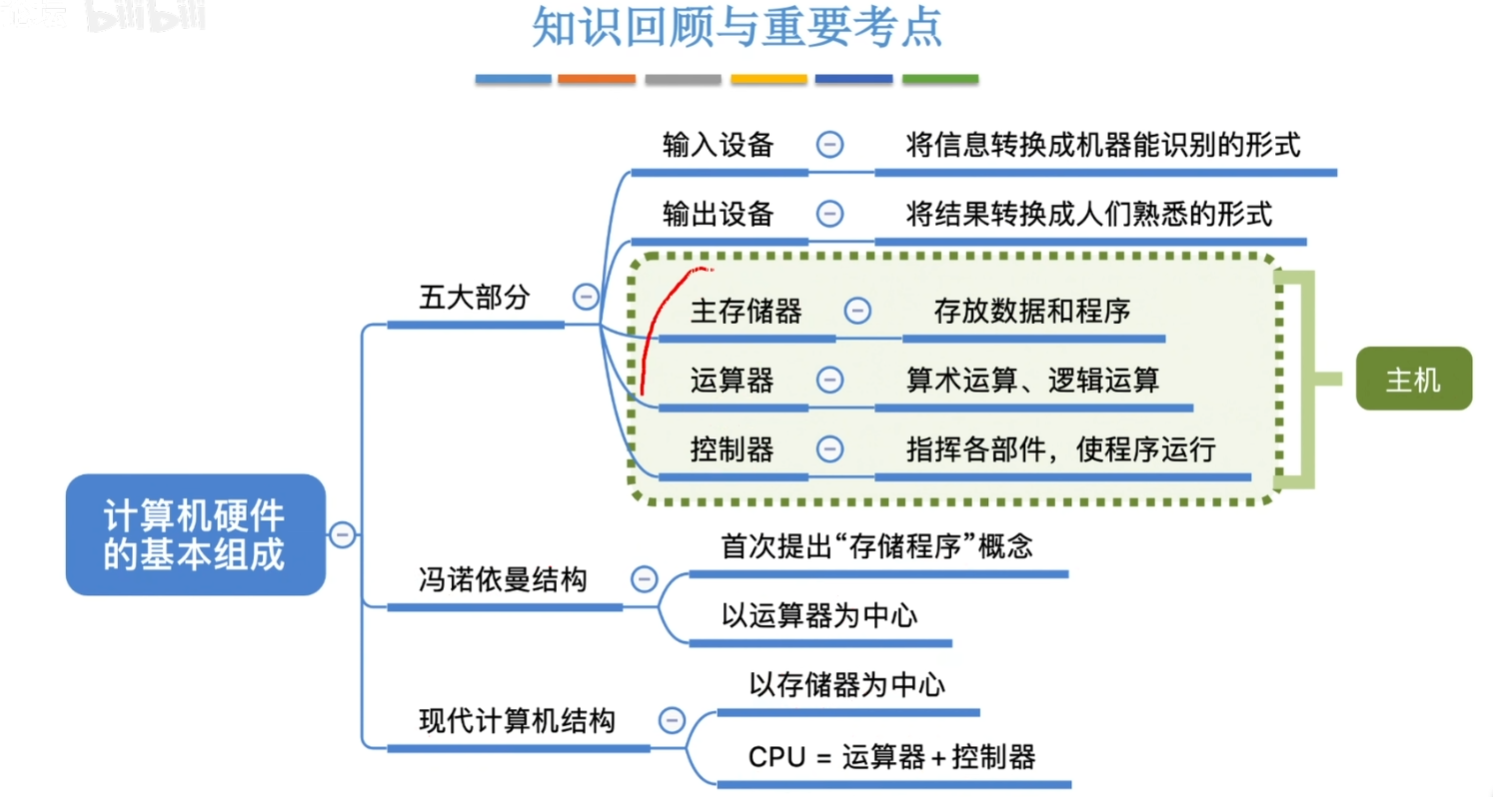 bilibili
知识回顾与重要考点
输入设备
将信息转换成机器能识别的形式
输出设备
将结果转换成人们熟悉的形式
五大部分
主存储器
存放数据和程序
运算器
算术运算、逻辑运算
控制器
指挥各部件，使程序运行
主机
计算机硬件
的基本组成
冯诺依曼结构
首次提出“存储程序”概念
以运算器为中心
现代计算机结构
以存储器为中心
CPU = 运算器+控制器